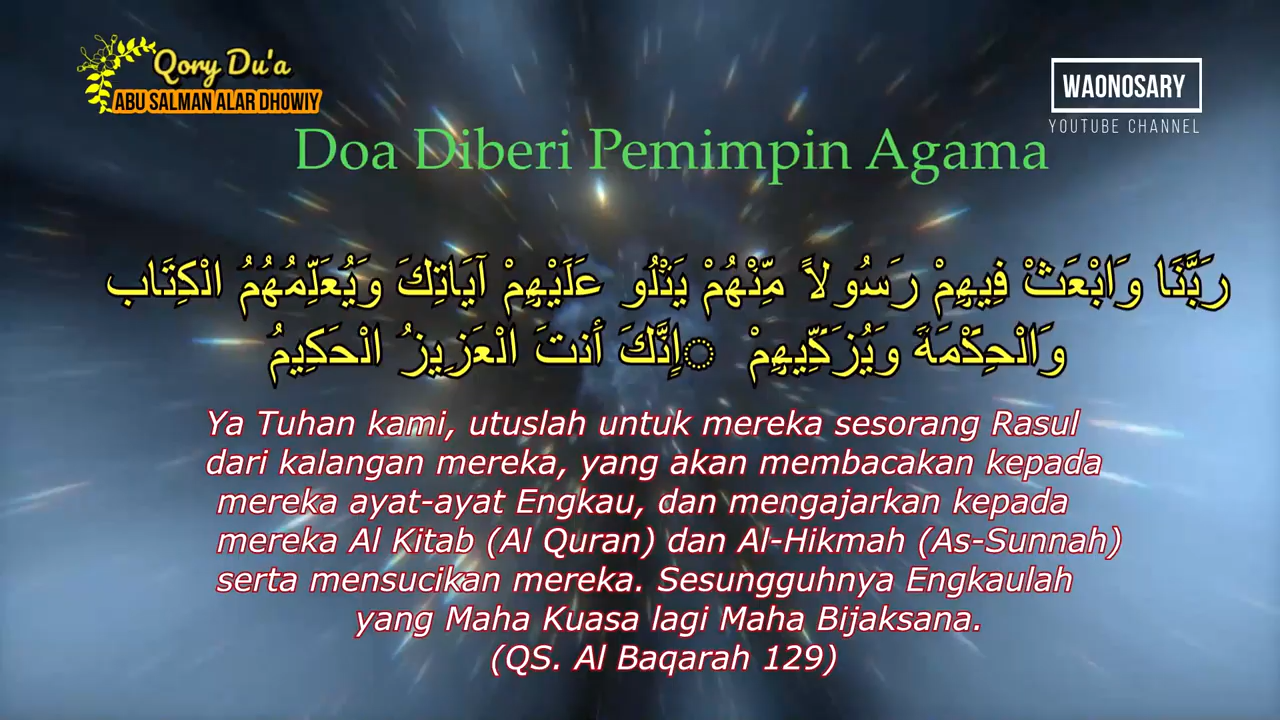 Qory Du'a
ABU SALMAN ALAR DHOWIY
WAONOSARY
YOUTUBE CHANNEL
Doa Diberi Pemimpin Agama
رَبَّنَا وَابْعَثْ فِيهِمْ رَسُولاً مِّنْهُمْ يَتْلُو عَلَيْهِمْ آيَاتِكَ وَيُعَلِّمُهُمُ الْكِتَاب
وَالْحِكْمَةَ وَيُزَكِّيهِمْ ۚإِنَّكَ أَنتَ الْعَزِيزُ الْحَكِيمُ
Ya Tuhan kami, utuslah untuk mereka sesorang Rasul
dari kalangan mereka, yang akan membacakan kepada
mereka ayat-ayat Engkau, dan mengajarkan kepada
mereka Al Kitab (Al Quran) dan Al-Hikmah (As-Sunnah)
serta mensucikan mereka. Sesungguhnya Engkaulah
yang Maha Kuasa lagi Maha Bijaksana.
(QS. Al Baqarah 129)